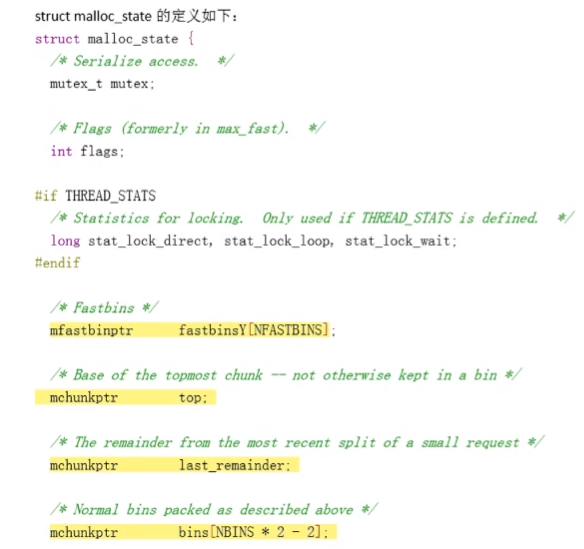 struct malloc_state 的定义如下：
struct malloc_state {
/* Serialize access.  */
mutex_t mutex;
/* Flags (formerly in max_fast).  */
int flags;
#if THREAD_STATS
/* Statistics for locking.  Only used if THREAD_STATS is defined.  */
long stat_lock_direct, stat_lock_loop, stat_lock_wait;
#endif
/* Fastbins */
mfastbinptr      fastbinsY[NFASTBINS];
/* Base of the topmost chunk -- not otherwise kept in a bin */
mchunkptr        top;
/* The remainder from the most recent split of a small request */
mchunkptr        last_remainder;
/* Normal bins packed as described above */
mchunkptr        bins[NBINS * 2 - 2];